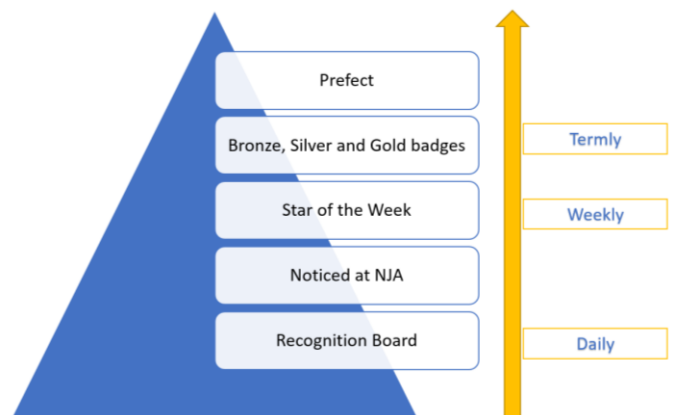 Prefect
Bronze, Silver and Gold badges
Termly
Star of the Week
Weekly
Noticed at NJA
Recognition Board
Daily